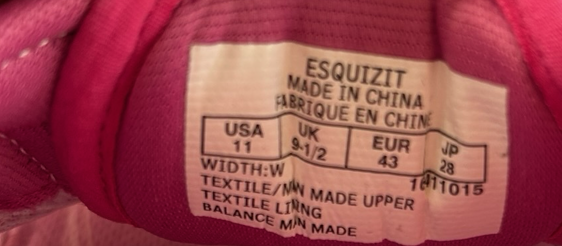 ESQUIZIT
MADE IN CHINA
FABRIQUE EN CHINE
USA UK EUR JP
11 9-1/2 43 28
WIDTH:W
TEXTILE/MAN MADE UPPER
TEXTILE LINING
BALANCE MAN MADE